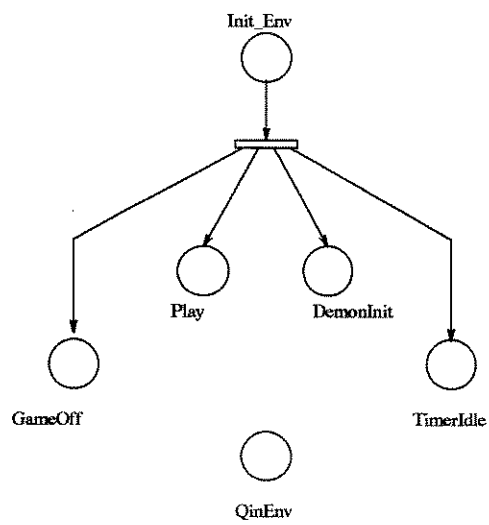 Init_Env
Play
DemonInit
GameOff
TimerIdle
QinEnv